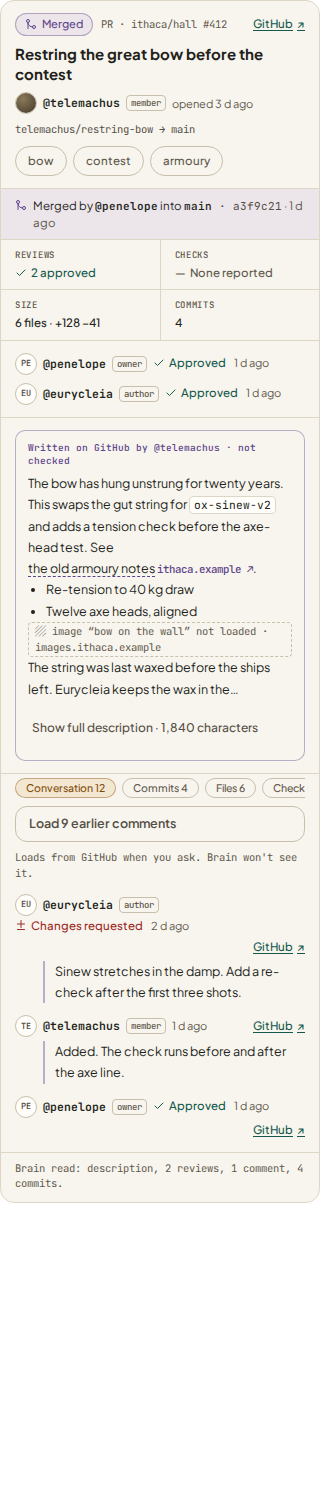 Merged PR · ithaca/hall #412 GitHub ↗
Restring the great bow before the
contest
@telemachus member opened 3 d ago
telemachus/restring-bow → main
bow contest armoury
Merged by @penelope into main · a3f9c21 · 1 d
ago
REVIEWS CHECKS
✓ 2 approved — None reported
SIZE COMMITS
6 files · +128 −41 4
PE @penelope owner ✓ Approved 1 d ago
EU @eurycleia author ✓ Approved 1 d ago
Written on GitHub by @telemachus · not
checked
The bow has hung unstrung for twenty years.
This swaps the gut string for ox-sinew-v2
and adds a tension check before the axe-
head test. See
the old armoury notes ithaca.example ↗.
• Re-tension to 40 kg draw
• Twelve axe heads, aligned
image “bow on the wall” not loaded ·
images.ithaca.example
The string was last waxed before the ships
left. Eurycleia keeps the wax in the…
Show full description · 1,840 characters
Conversation 12 Commits 4 Files 6 Check
Load 9 earlier comments
Loads from GitHub when you ask. Brain won't see
it.
EU @eurycleia author
± Changes requested 2 d ago
GitHub ↗
Sinew stretches in the damp. Add a re-
check after the first three shots.
TE @telemachus member 1 d ago GitHub ↗
Added. The check runs before and after
the axe line.
PE @penelope owner ✓ Approved 1 d ago
GitHub ↗
Brain read: description, 2 reviews, 1 comment, 4
commits.